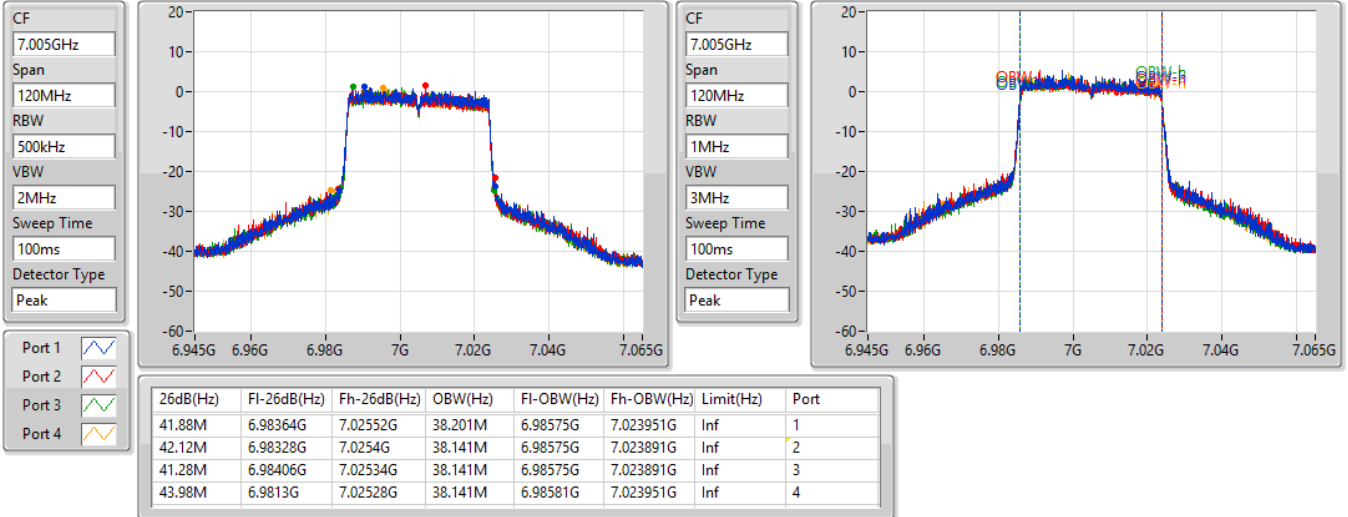 CF
7.005GHz
Span
120MHz
RBW
500kHz
VBW
2MHz
Sweep Time
100ms
Detector Type
Peak
20
10
0
-10
-20
-30
-40
-50
-60
6.945G 6.96G 6.98G 7G 7.02G 7.04G 7.065G
CF
7.005GHz
Span
120MHz
RBW
1MHz
VBW
3MHz
Sweep Time
100ms
Detector Type
Peak
20
10
0
-10
-20
-30
-40
-50
-60
6.945G 6.96G 6.98G 7G 7.02G 7.04G 7.065G
Port 1
Port 2
Port 3
Port 4
26dB(Hz) Fl-26dB(Hz) Fh-26dB(Hz) OBW(Hz) Fl-OBW(Hz) Fh-OBW(Hz) Limit(Hz) Port
41.88M 6.98364G 7.02552G 38.201M 6.98575G 7.023951G Inf 1
42.12M 6.98328G 7.0254G 38.141M 6.98575G 7.023891G Inf 2
41.28M 6.98406G 7.02534G 38.141M 6.98575G 7.023891G Inf 3
43.98M 6.9813G 7.02528G 38.141M 6.98581G 7.023951G Inf 4